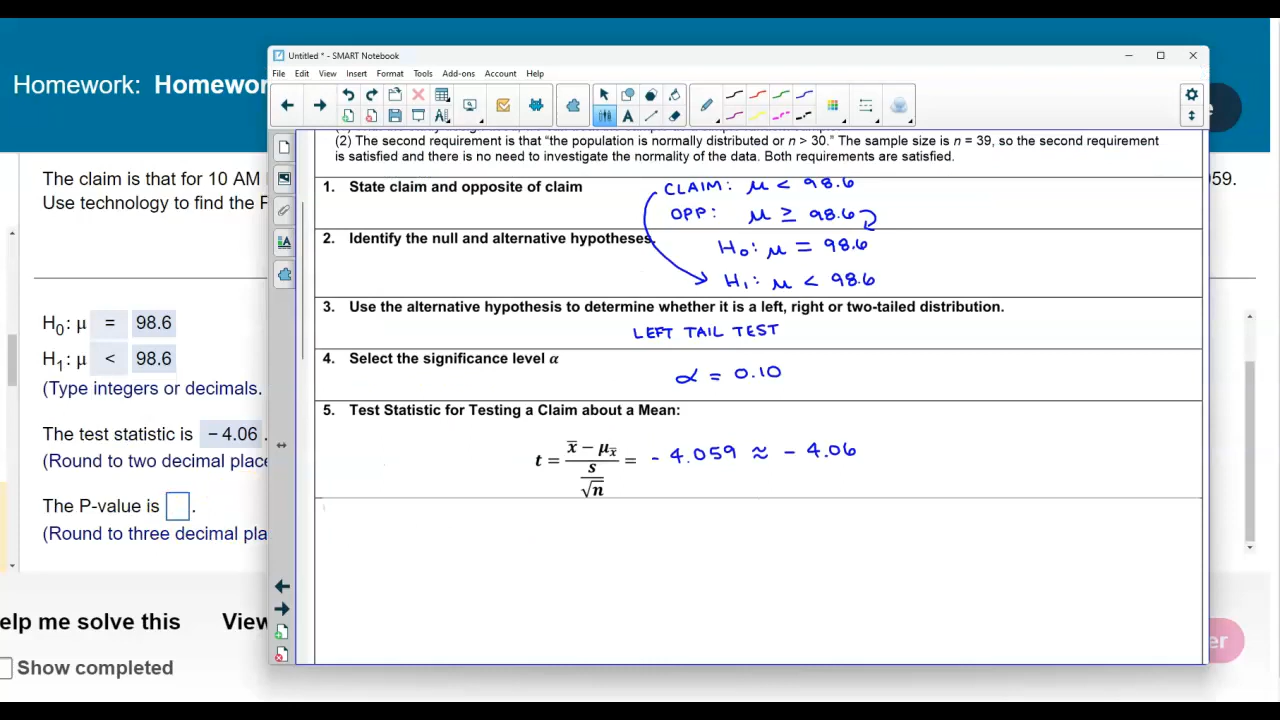 Untitled * - SMART Notebook
File Edit View Insert Format Tools Add-ons Account Help
Homework: Homewor
(2) The second requirement is that “the population is normally distributed or n > 30.” The sample size is n = 39, so the second requirement
is satisfied and there is no need to investigate the normality of the data. Both requirements are satisfied.
The claim is that for 10 AM
059.
Use technology to find the P
1. State claim and opposite of claim
CLAIM: μ < 98.6
OPP: μ ≥ 98.6
2. Identify the null and alternative hypotheses.
H₀: μ = 98.6
H₁: μ < 98.6
3. Use the alternative hypothesis to determine whether it is a left, right or two-tailed distribution.
LEFT TAIL TEST
4. Select the significance level α
α = 0.10
5. Test Statistic for Testing a Claim about a Mean:
t = (x̄ − μx̄) / (s/√n) = - 4.059 ≈ - 4.06
H₀: μ = 98.6
H₁: μ < 98.6
(Type integers or decimals.
The test statistic is − 4.06 .
(Round to two decimal place
The P-value is .
(Round to three decimal pla
elp me solve this View
er
Show completed